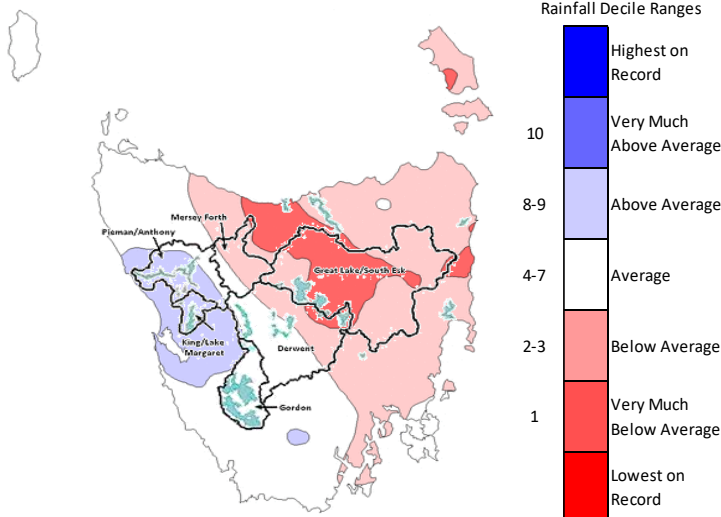 Rainfall Decile Ranges
Highest on
Record
10
Very Much
Above Average
8-9
Above Average
4-7
Average
2-3
Below Average
1
Very Much
Below Average
Lowest on
Record
Mersey Forth
Pieman/Anthony
Great Lake/South Esk
King/Lake
Margaret
Derwent
Gordon